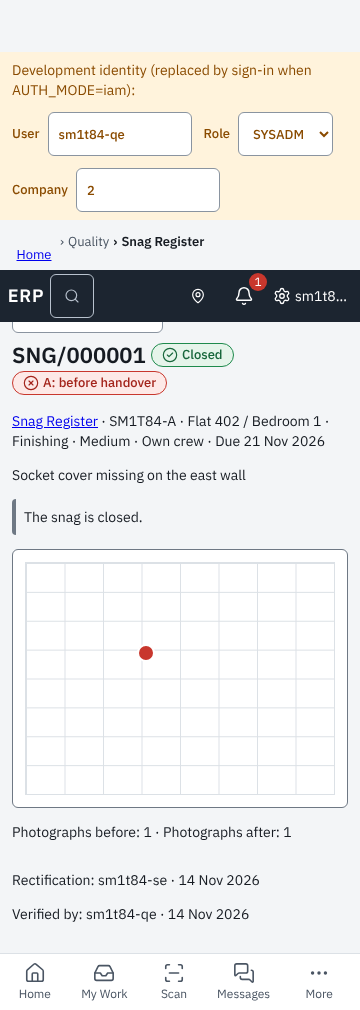 Development identity (replaced by sign-in when
AUTH_MODE=iam):
User sm1t84-qe Role SYSADM
Company 2
Home › Quality › Snag Register
ERP 1 sm1t8...
SNG/000001 Closed
A: before handover
Snag Register · SM1T84-A · Flat 402 / Bedroom 1 ·
Finishing · Medium · Own crew · Due 21 Nov 2026
Socket cover missing on the east wall
The snag is closed.
Photographs before: 1 · Photographs after: 1
Rectification: sm1t84-se · 14 Nov 2026
Verified by: sm1t84-qe · 14 Nov 2026
Home My Work Scan Messages More